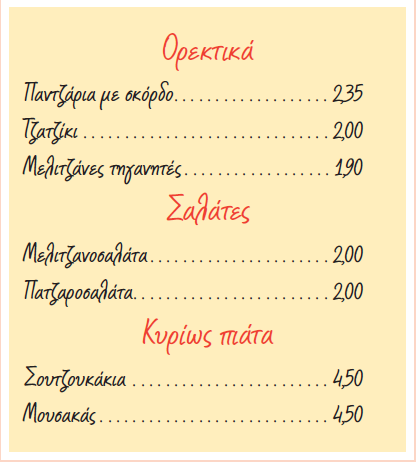 Ορεκτικά
Παντζάρια με σκόρδο.................. 2,35
Τζατζίκι ........................... 2,00
Μελιτζάνες τηγανητές................. 1,90
Σαλάτες
Μελιτζανοσαλάτα.................... 2,00
Πατζαροσαλάτα...................... 2,00
Κυρίως πιάτα
Σουτζουκάκια ...................... 4,50
Μουσακάς.......................... 4,50